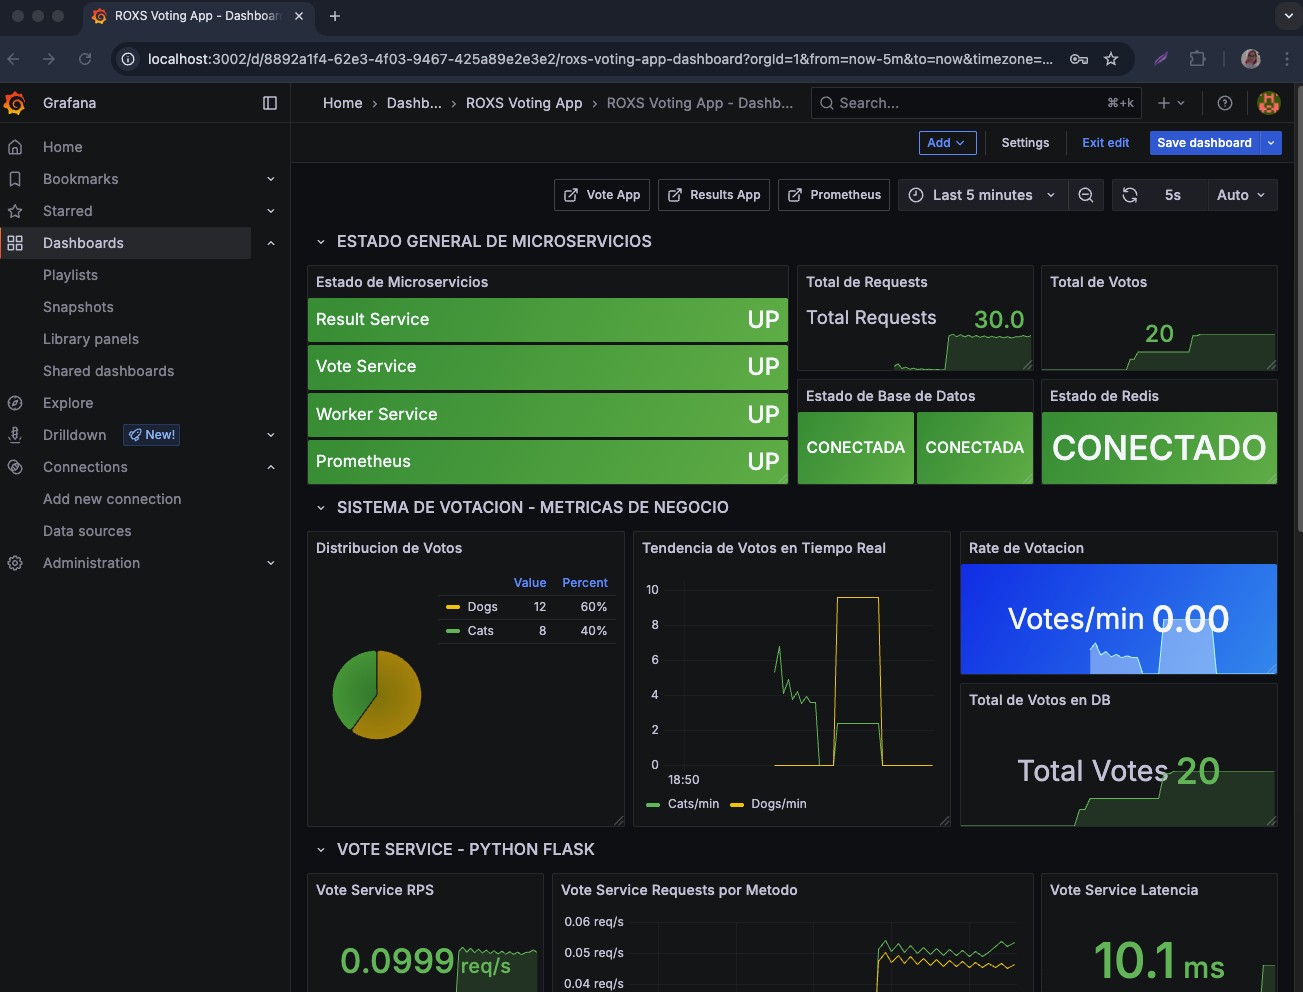 ROXS Voting App - Dashboar
localhost:3002/d/8892a1f4-62e3-4f03-9467-425a89e2e3e2/roxs-voting-app-dashboard?orgId=1&from=now-5m&to=now&timezone=...
Grafana
Home › Dashb... › ROXS Voting App › ROXS Voting App - Dashb...
Search...
⌘+k
Add
Settings
Exit edit
Save dashboard
Home
Bookmarks
Starred
Dashboards
Playlists
Snapshots
Library panels
Shared dashboards
Explore
Drilldown
New!
Connections
Add new connection
Data sources
Administration
Vote App
Results App
Prometheus
Last 5 minutes
5s
Auto
ESTADO GENERAL DE MICROSERVICIOS
Estado de Microservicios
Result Service UP
Vote Service UP
Worker Service UP
Prometheus UP
Total de Requests
Total Requests 30.0
Total de Votos
20
Estado de Base de Datos
CONECTADA CONECTADA
Estado de Redis
CONECTADO
SISTEMA DE VOTACION - METRICAS DE NEGOCIO
Distribucion de Votos
Value Percent
Dogs 12 60%
Cats 8 40%
Tendencia de Votos en Tiempo Real
10
8
6
4
2
0
18:50
Cats/min Dogs/min
Rate de Votacion
Votes/min 0.00
Total de Votos en DB
Total Votes 20
VOTE SERVICE - PYTHON FLASK
Vote Service RPS
0.0999 req/s
Vote Service Requests por Metodo
0.06 req/s
0.05 req/s
0.04 req/s
Vote Service Latencia
10.1 ms